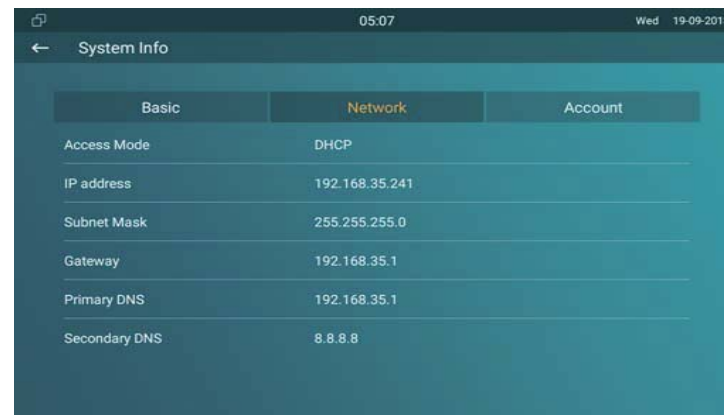 05:07 Wed
System Info
Basic Network Account
Access Mode DHCP
IP address 192.168.35.241
Subnet Mask 255.255.255.0
Gateway 192.168.35.1
Primary DNS 192.168.35.1
Secondary DNS 8.8.8.8